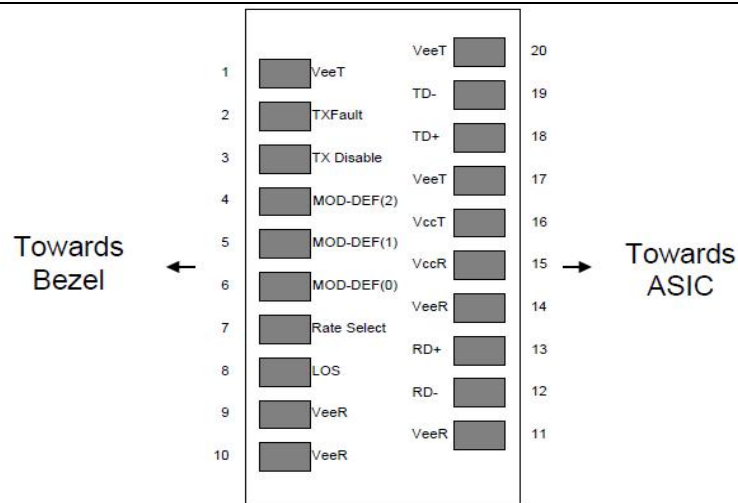 VeeT 20
1 VeeT
TD- 19
2 TXFault
TD+ 18
3 TX Disable
VeeT 17
4 MOD-DEF(2)
VccT 16
Towards
Bezel
5 MOD-DEF(1)
VccR 15
Towards
ASIC
6 MOD-DEF(0)
VeeR 14
7 Rate Select
RD+ 13
8 LOS
RD- 12
9 VeeR
VeeR 11
10 VeeR